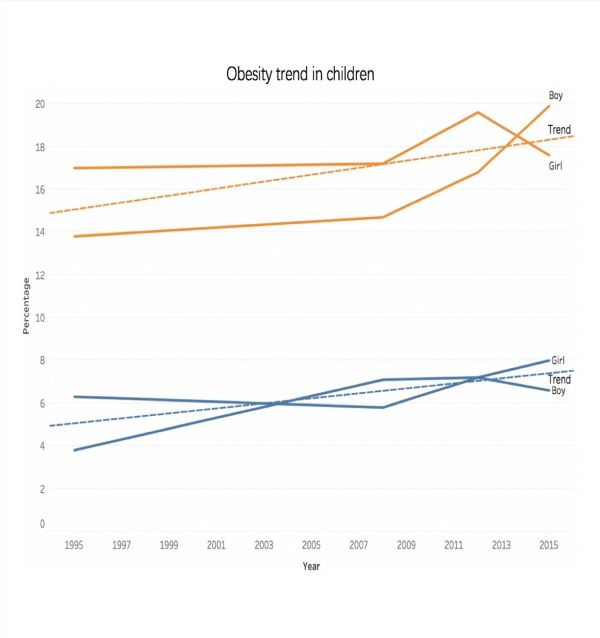 Obesity trend in children
20
18
16
14
12
10
8
6
4
2
0
Percentage
Boy
Trend
Girl
Girl
Trend
Boy
1995 1997 1999 2001 2003 2005 2007 2009 2011 2013 2015
Year